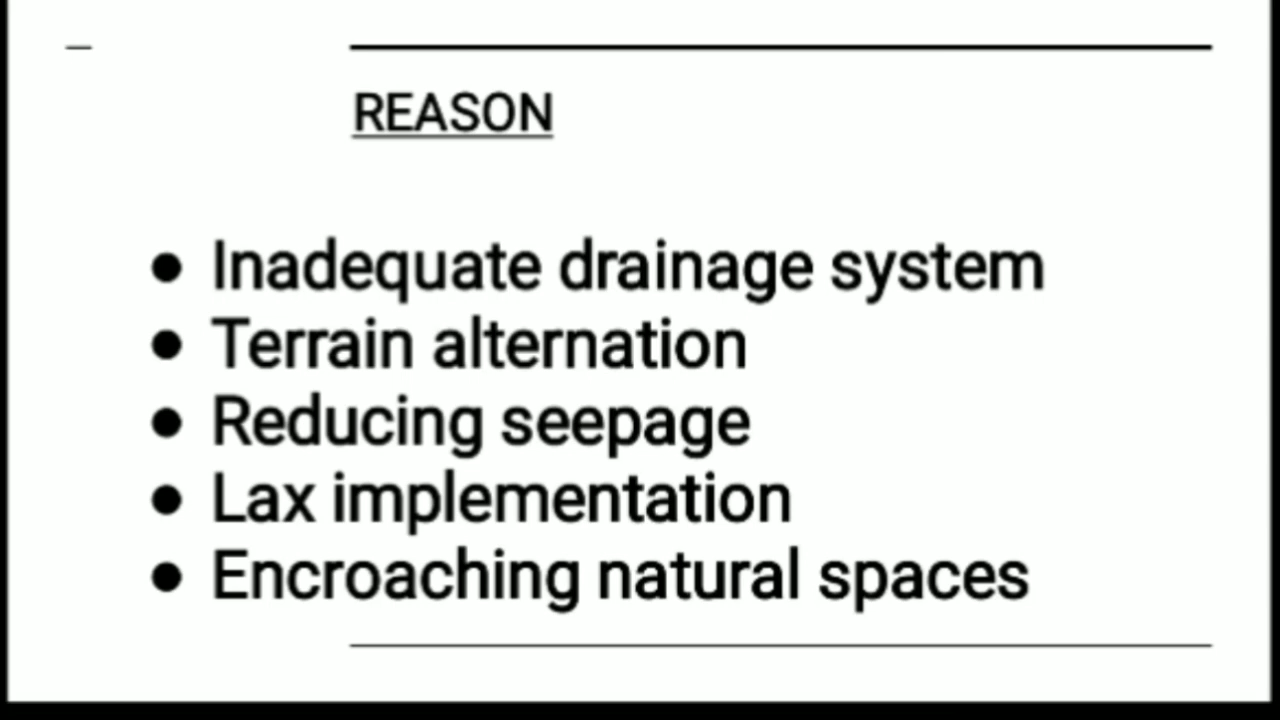 REASON
● Inadequate drainage system
● Terrain alternation
● Reducing seepage
● Lax implementation
● Encroaching natural spaces